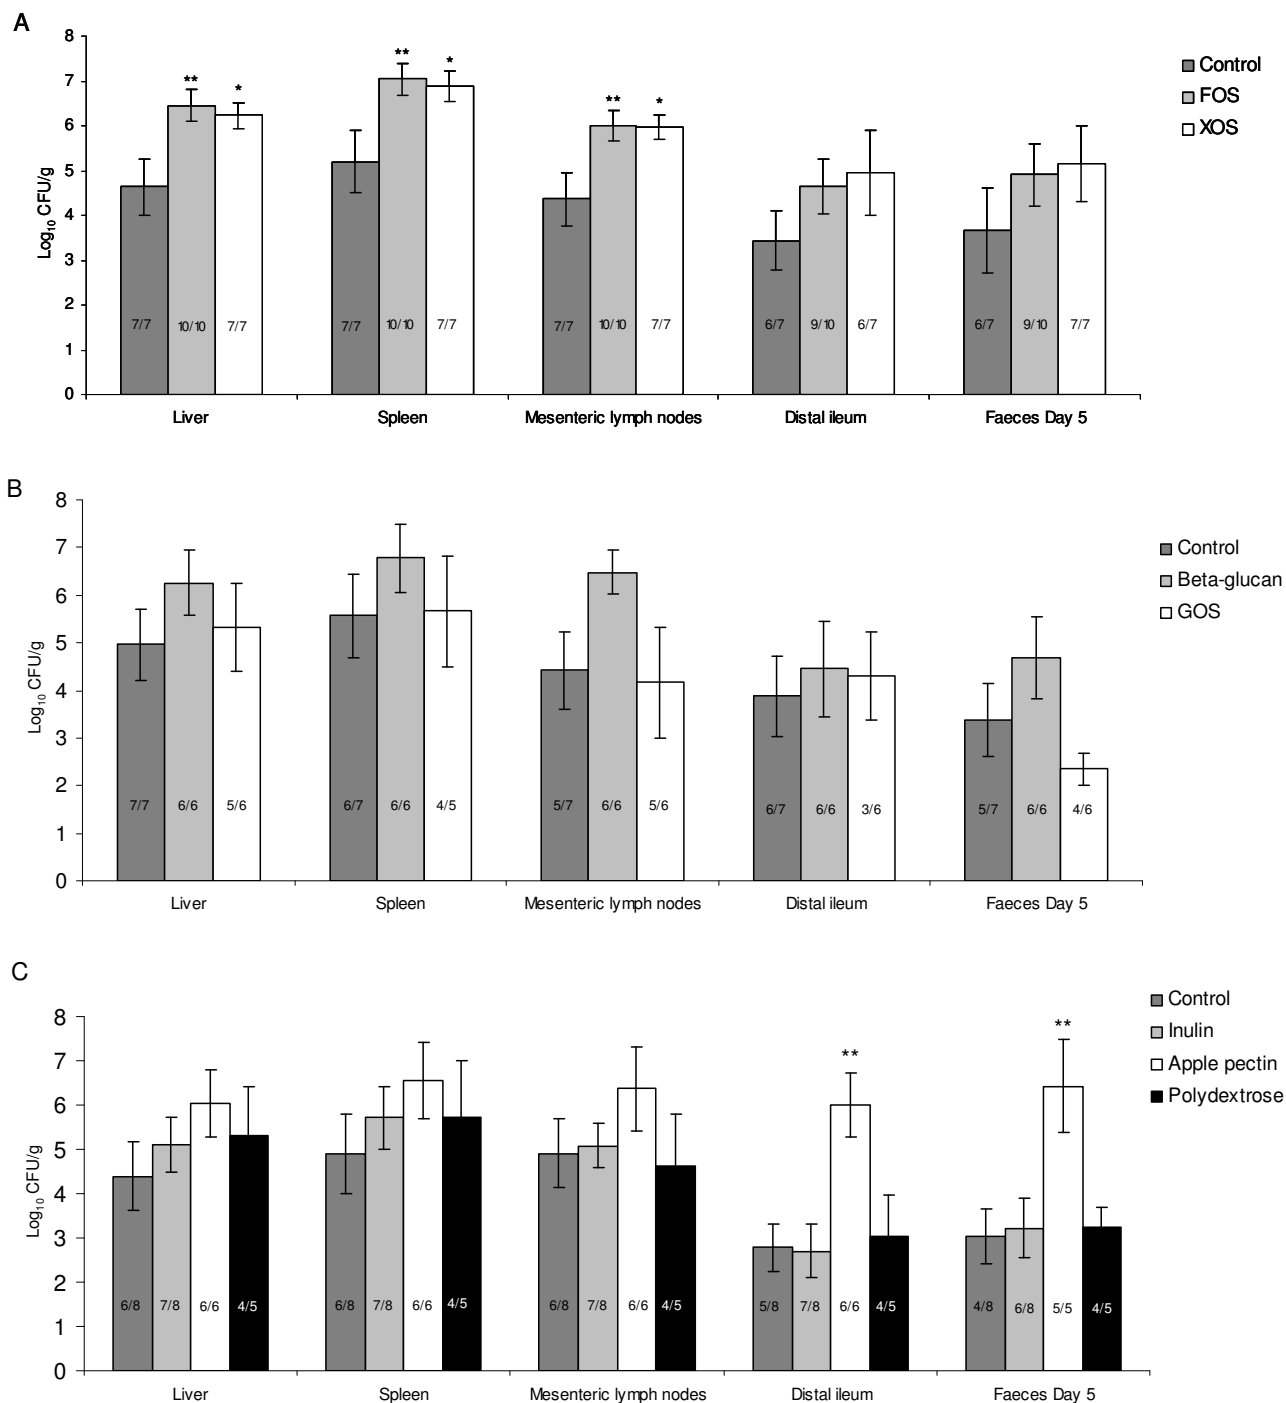 A
8
7
6
5
4
3
2
1
0
Log10 CFU/g
** * ** * ** *
7/7 10/10 7/7 7/7 10/10 7/7 7/7 10/10 7/7 6/7 9/10 6/7 6/7 9/10 7/7
Liver Spleen Mesenteric lymph nodes Distal ileum Faeces Day 5
Control
FOS
XOS
B
8
7
6
5
4
3
2
1
0
Log10 CFU/g
7/7 6/6 5/6 6/7 6/6 4/5 5/7 6/6 5/6 6/7 6/6 3/6 5/7 6/6 4/6
Liver Spleen Mesenteric lymph nodes Distal ileum Faeces Day 5
Control
Beta-glucan
GOS
C
8
7
6
5
4
3
2
1
0
Log10 CFU/g
** **
6/8 7/8 6/6 4/5 6/8 7/8 6/6 4/5 6/8 7/8 6/6 4/5 5/8 7/8 6/6 4/5 4/8 6/8 5/5 4/5
Liver Spleen Mesenteric lymph nodes Distal ileum Faeces Day 5
Control
Inulin
Apple pectin
Polydextrose